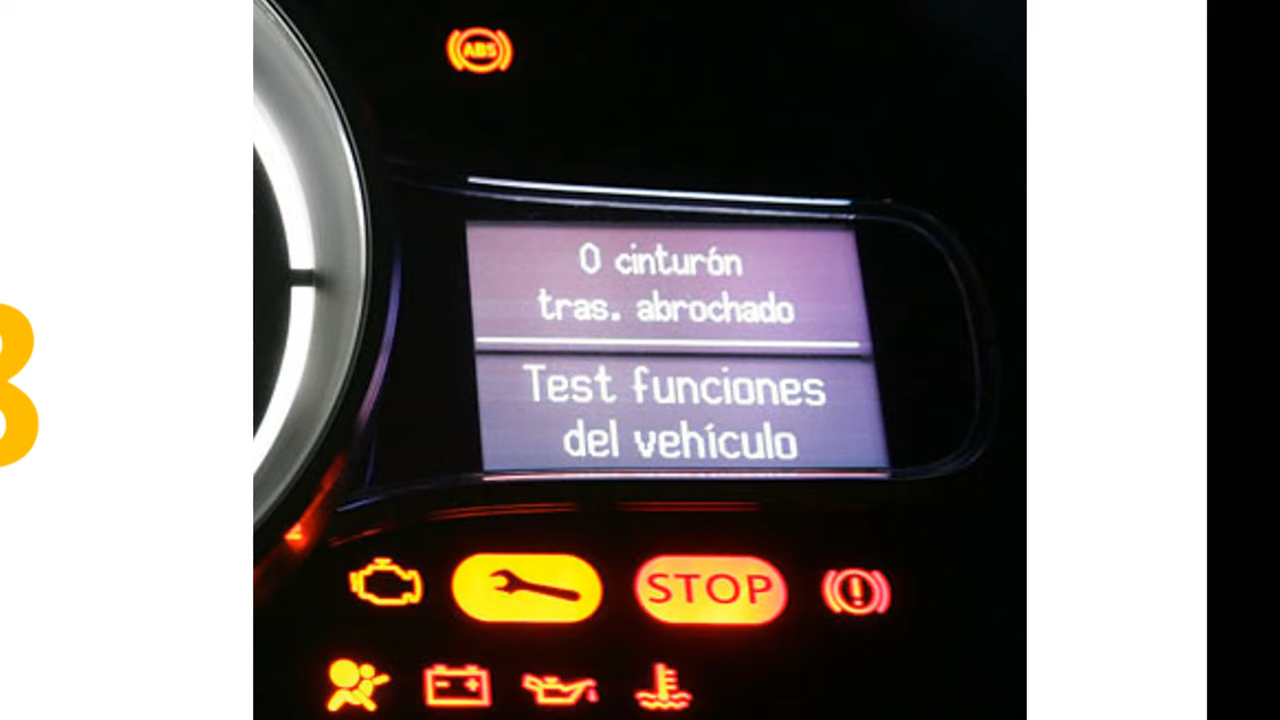 ABS
0 cinturón
tras. abrochado
Test funciones
del vehículo
STOP